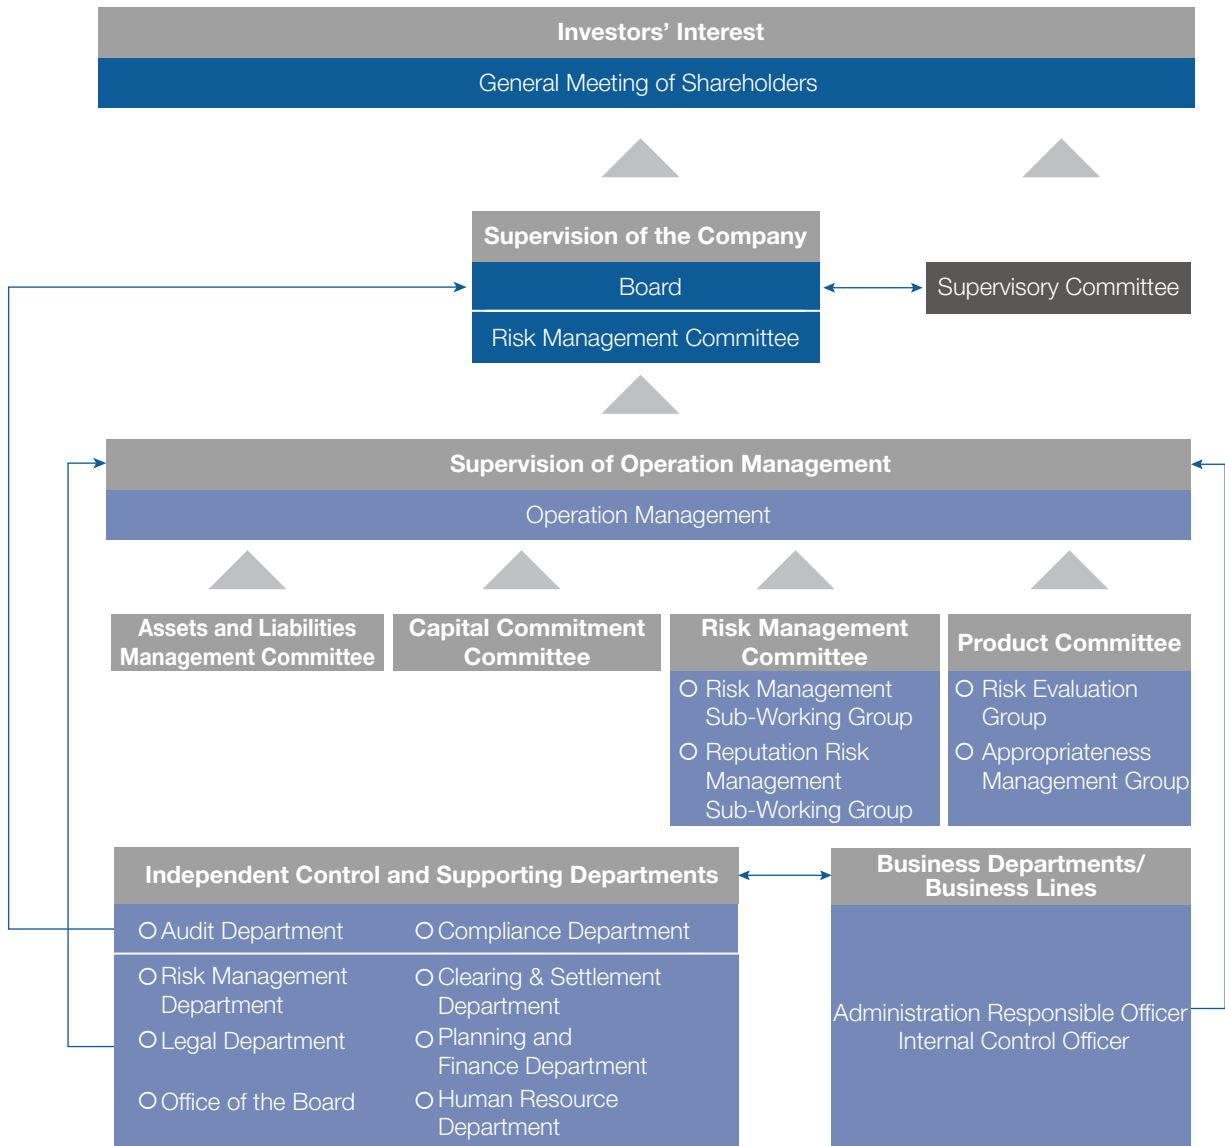 Investors’ Interest
General Meeting of Shareholders
Supervision of the Company
Board
Supervisory Committee
Risk Management Committee
Supervision of Operation Management
Operation Management
Assets and Liabilities
Management Committee
Capital Commitment
Committee
Risk Management
Committee
Risk Management
Sub-Working Group
Reputation Risk
Management
Sub-Working Group
Product Committee
Risk Evaluation
Group
Appropriateness
Management Group
Independent Control and Supporting Departments
Audit Department
Compliance Department
Risk Management
Department
Clearing & Settlement
Department
Legal Department
Planning and
Finance Department
Office of the Board
Human Resource
Department
Business Departments/
Business Lines
Administration Responsible Officer
Internal Control Officer